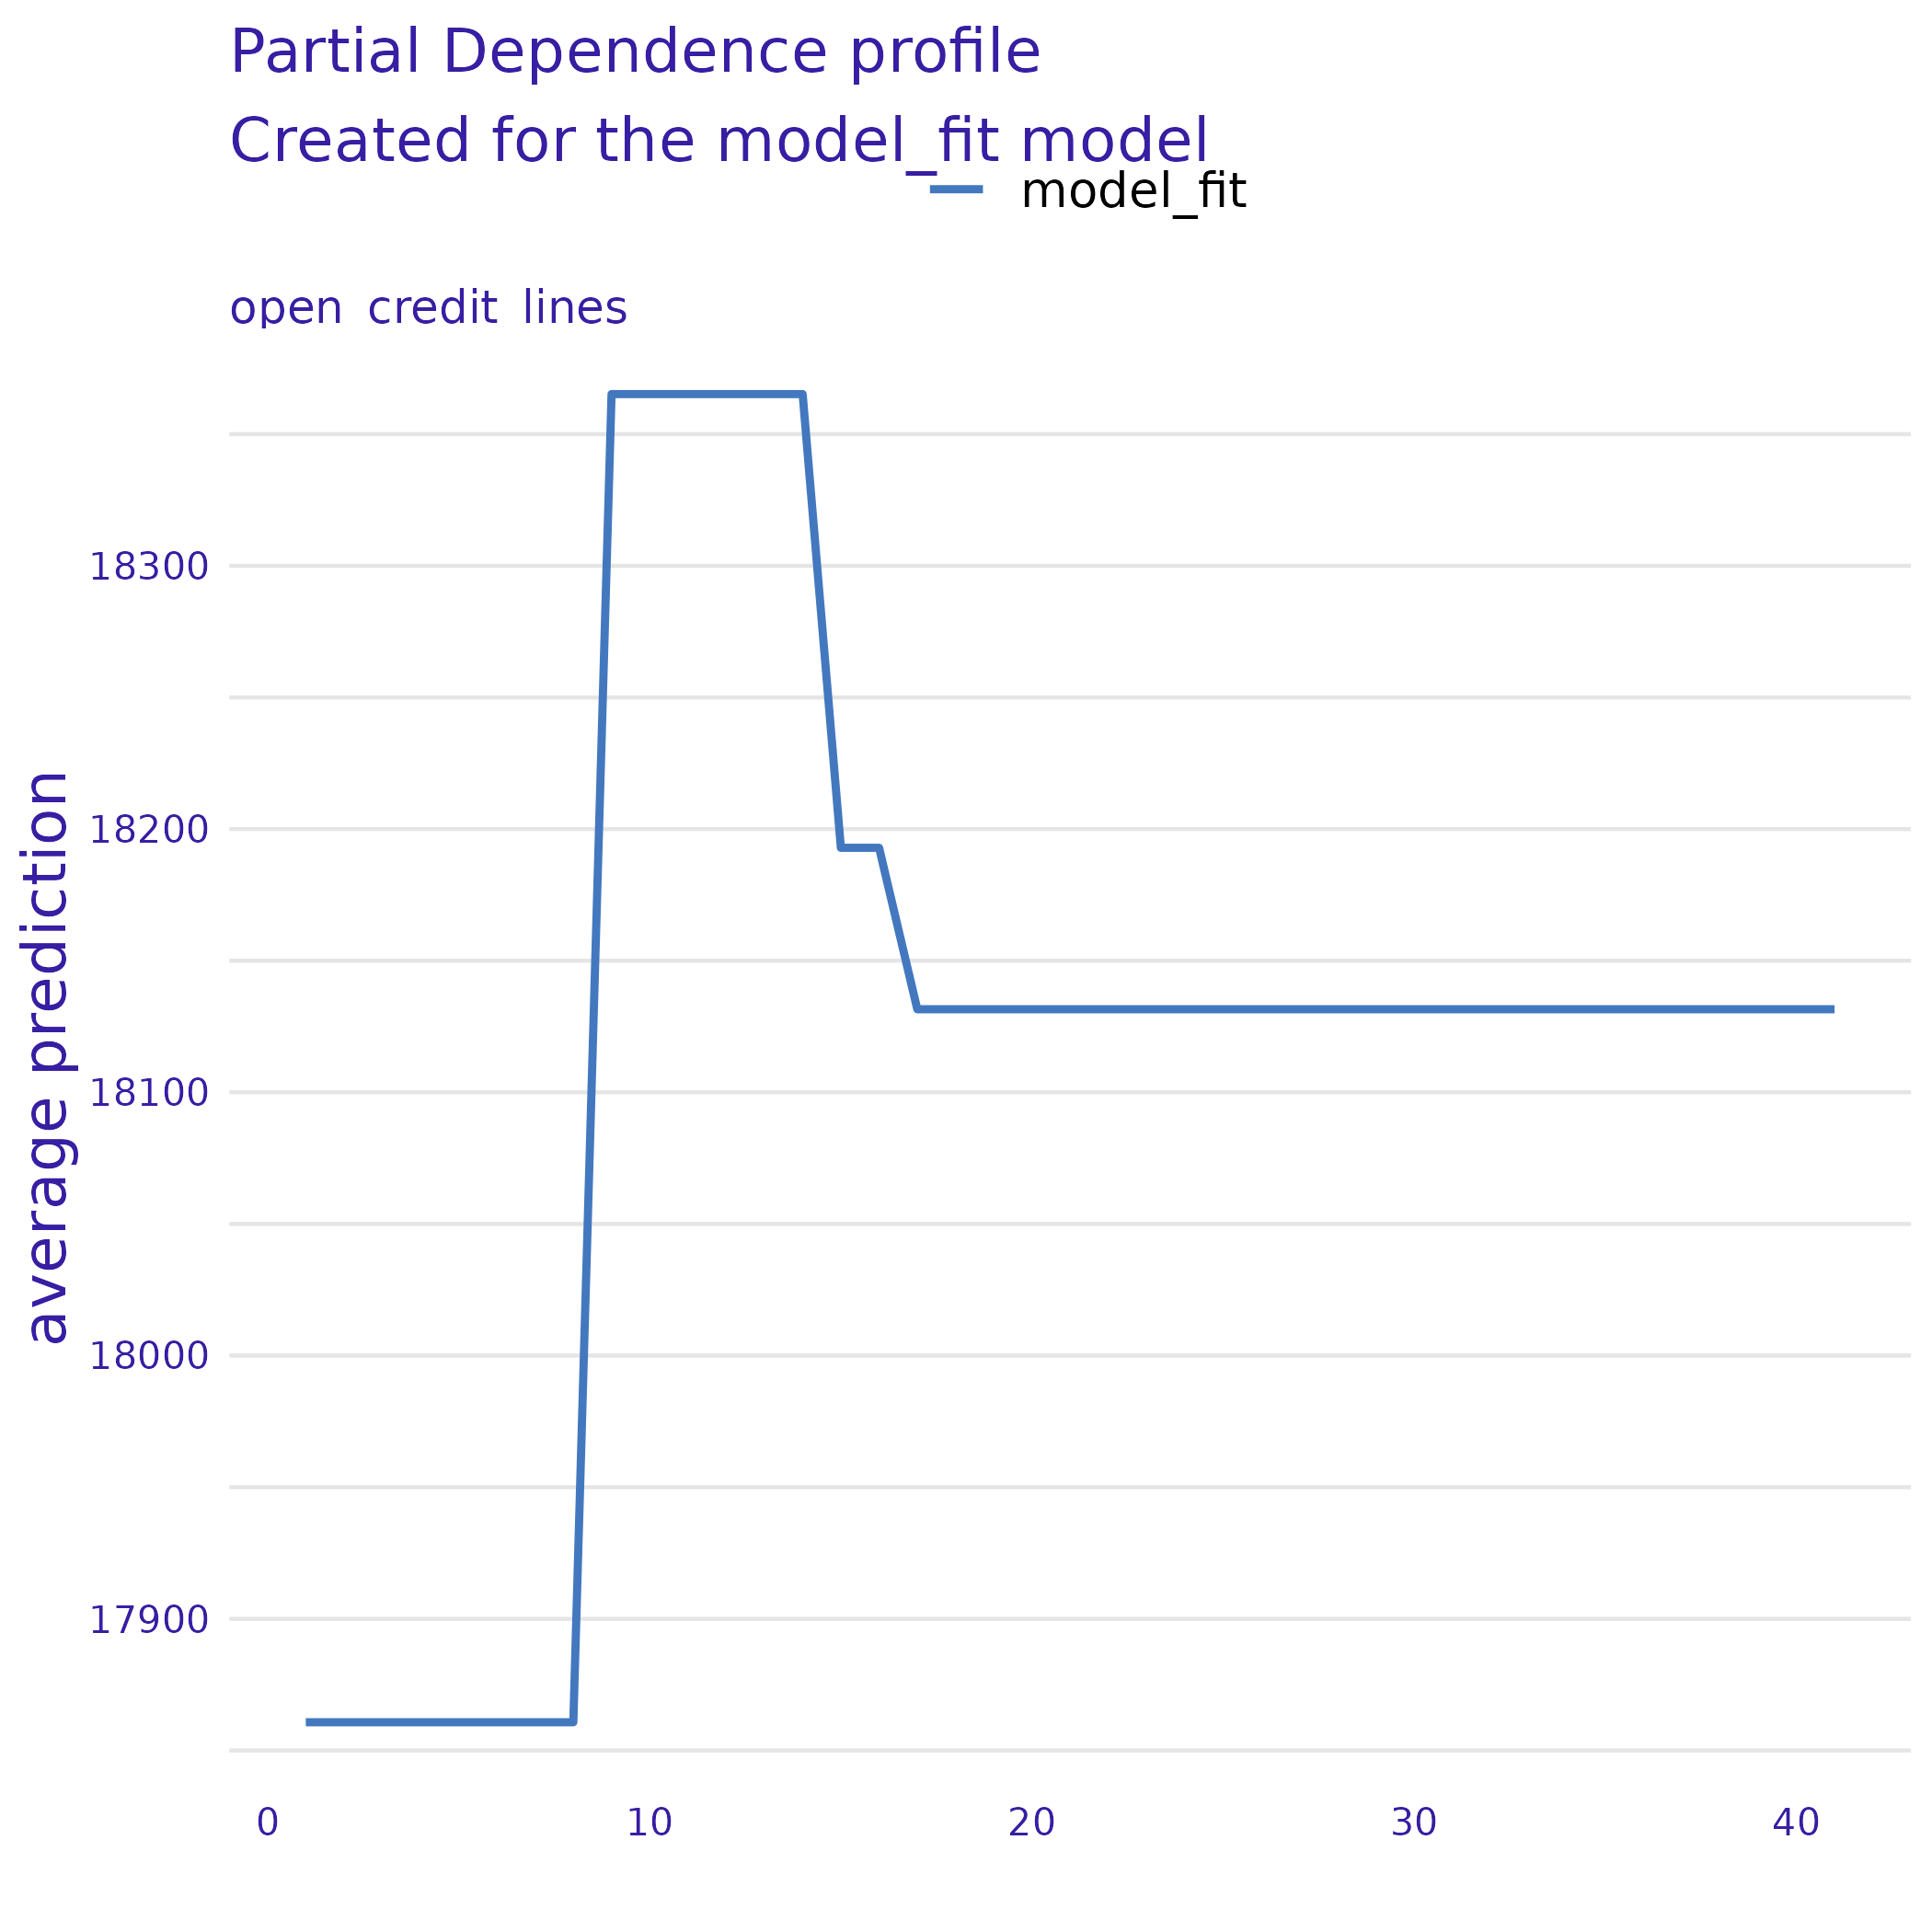 Partial Dependence profile
Created for the model_fit model
model_fit
open credit lines
18300
18200
18100
18000
17900
average prediction
0 10 20 30 40